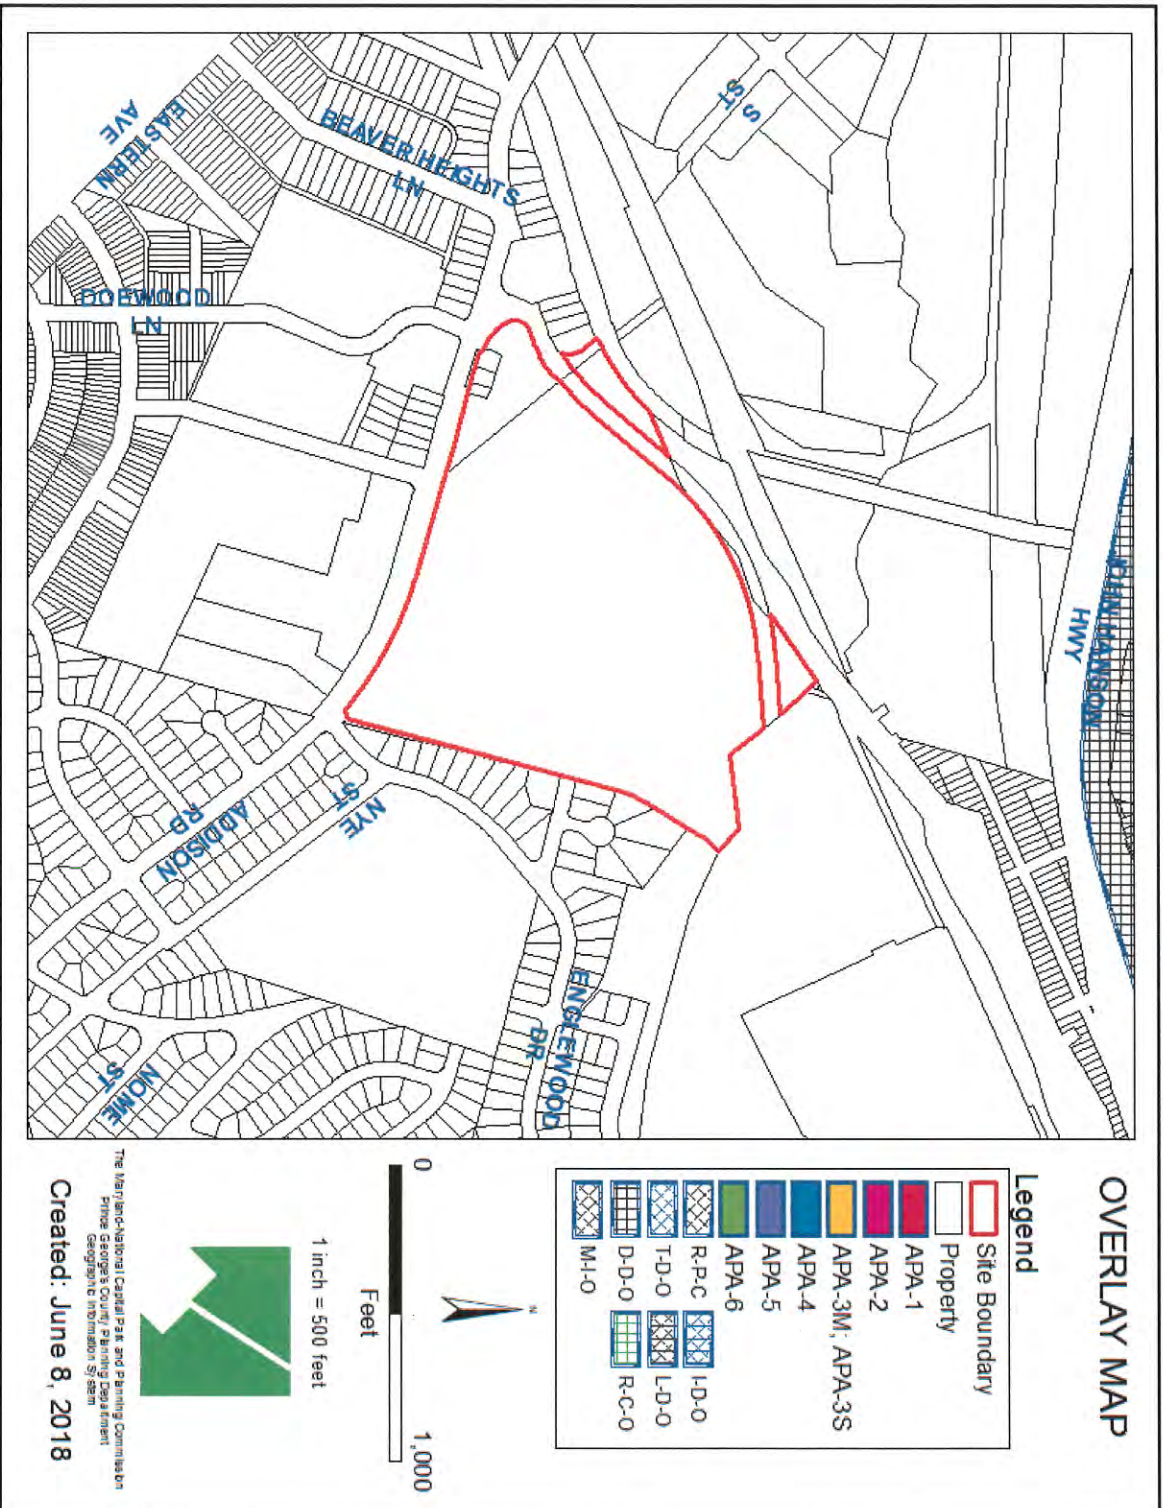 OVERLAY MAP
Legend
Site Boundary
Property
APA-1
APA-2
APA-3M; APA-3S
APA-4
APA-5
APA-6
R-P-C
T-D-O
D-D-O
M-I-O
I-D-O
L-D-O
R-C-O
N
0
1,000
Feet
1 inch = 500 feet
The Maryland-National Capital Park and Planning Commission
Prince George's County Planning Department
Geographic Information System
Created: June 8, 2018
JOHN HANSON
HWY
S
ST
BEAVER HEIGHTS
LN
EASTERN
AVE
DOEWOOD
LN
NYE
ST
ADDISON
RD
ENGLEWOOD
DR
NOME
ST